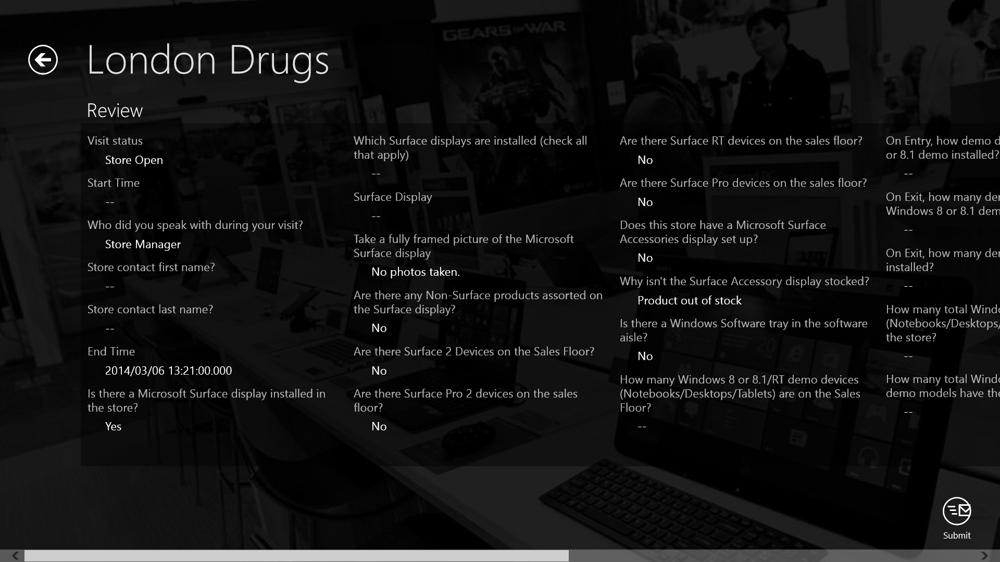 GEARS OF WAR
London Drugs
Review
Visit status
Store Open
Start Time
--
Who did you speak with during your visit?
Store Manager
Store contact first name?
--
Store contact last name?
--
End Time
2014/03/06 13:21:00.000
Is there a Microsoft Surface display installed in
the store?
Yes
Which Surface displays are installed (check all
that apply)
--
Surface Display
--
Take a fully framed picture of the Microsoft
Surface display
No photos taken.
Are there any Non-Surface products assorted on
the Surface display?
No
Are there Surface 2 Devices on the Sales Floor?
No
Are there Surface Pro 2 devices on the sales
floor?
No
Are there Surface RT devices on the sales floor?
No
Are there Surface Pro devices on the sales floor?
No
Does this store have a Microsoft Surface
Accessories display set up?
No
Why isn't the Surface Accessory display stocked?
Product out of stock
Is there a Windows Software tray in the software
aisle?
No
How many Windows 8 or 8.1/RT demo devices
(Notebooks/Desktops/Tablets) are on the Sales
Floor?
--
On Entry, how demo d
or 8.1 demo installed?
--
On Exit, how many der
Windows 8 or 8.1 dem
--
On Exit, how many der
installed?
--
How many total Windo
(Notebooks/Desktops/
the store?
--
How many total Windo
demo models have the
--
Featured PC
20
Submit